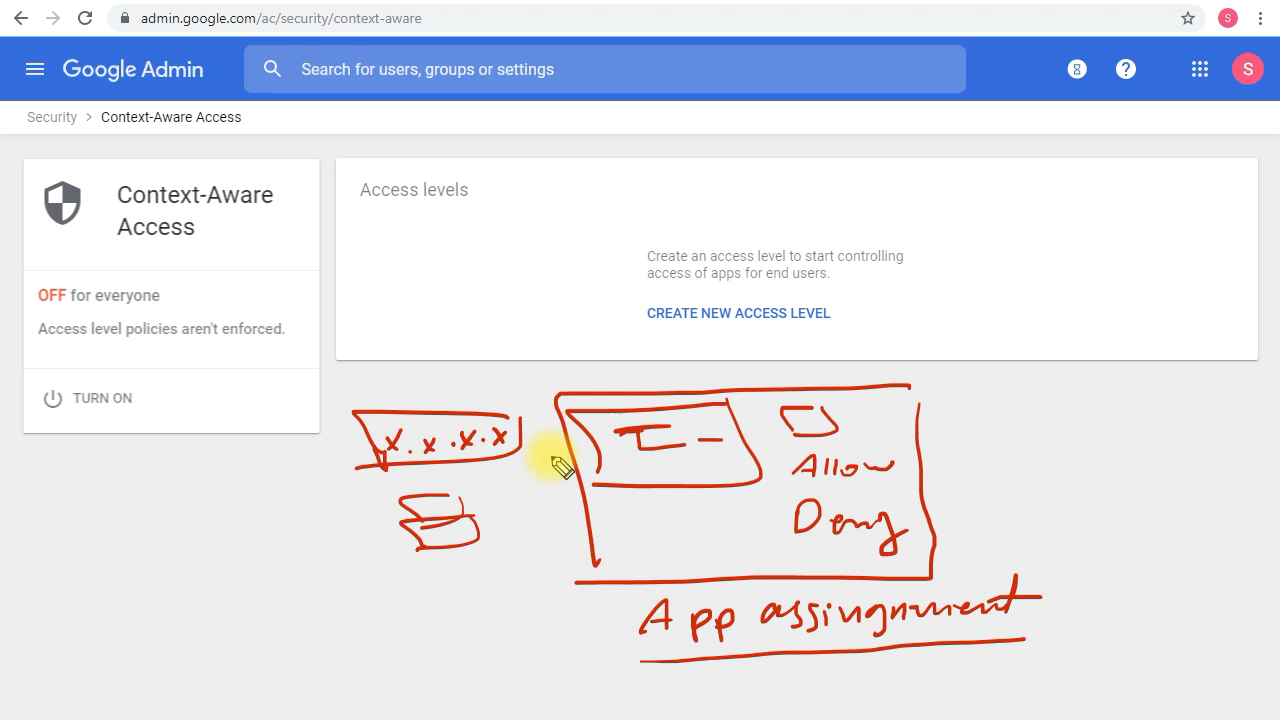 admin.google.com/ac/security/context-aware
S
Google Admin
Search for users, groups or settings
?
S
Security > Context-Aware Access
Context-Aware
Access
OFF for everyone
Access level policies aren't enforced.
TURN ON
Access levels
Create an access level to start controlling
access of apps for end users.
CREATE NEW ACCESS LEVEL
x.x.x.x
Allow
Deny
App assingnment